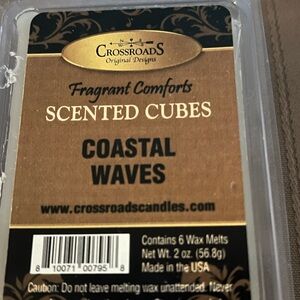 N
W E
CROSSROADS
Original Designs
Fragrant Comforts
SCENTED CUBES
COASTAL
WAVES
www.crossroadscandles.com
Contains 6 Wax Melts
Net Wt. 2 oz. (56.8g)
Made in the USA
8 10071 00795 8
Caution: Do not leave melting wax unattended. Never